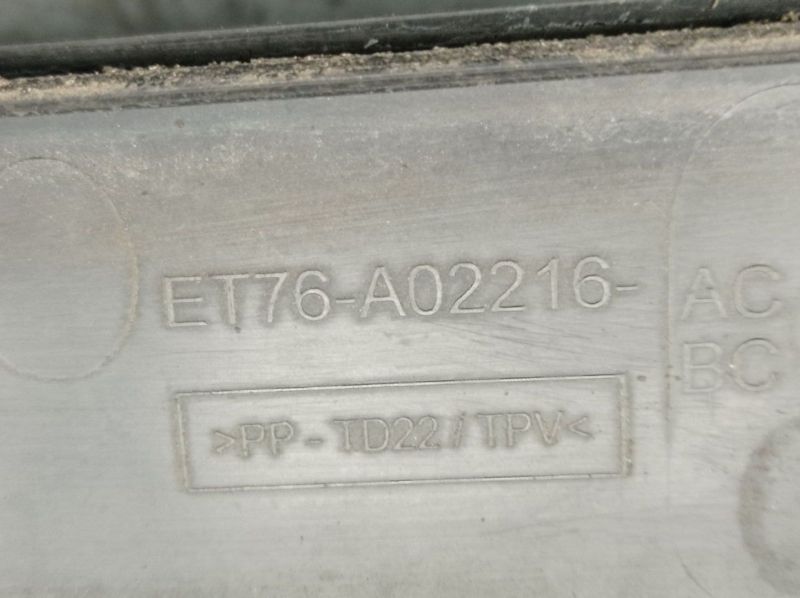 ET76-A02216- AC
BC
>PP-TD22/TPV<